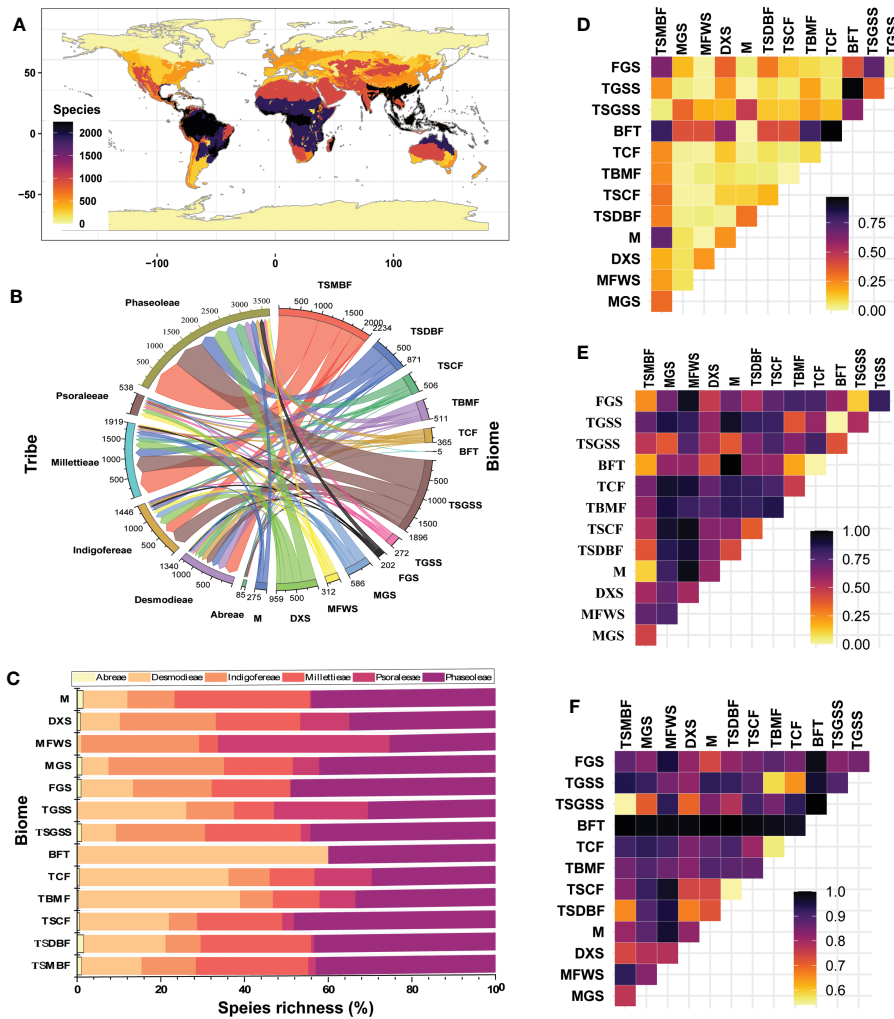 A
50
0
−50
−100
0
100
Species
2000
1500
1000
500
0
B
Tribe
Biome
TSMBF
500
1000
1500
2000
2234
TSDBF
500
871
TSCF
506
TBMF
511
TCF
365
BFT
5
TSGSS
500
1000
1500
1896
TGSS
272
FGS
202
MGS
586
MFWS
312
DXS
500
959
M
275
Abreae
85
Desmodieae
500
1000
1340
Indigofereae
500
1000
1446
Millettieae
500
1000
1500
1919
Psoraleeae
538
Phaseoleae
500
1000
1500
2000
2500
3000
3500
C
Abreae Desmodieae Indigofereae Millettieae Psoraleeae Phaseoleae
Biome
M
DXS
MFWS
MGS
FGS
TGSS
TSGSS
BFT
TCF
TBMF
TSCF
TSDBF
TSMBF
0 20 40 60 80 100
Speies richness (%)
D
TSMBF MGS MFWS DXS M TSDBF TSCF TBMF TCF BFT TSGSS
FGS
TGSS
TSGSS
BFT
TCF
TBMF
TSCF
TSDBF
M
DXS
MFWS
MGS
0.75
0.50
0.25
0.00
E
TSMBF MGS MFWS DXS M TSDBF TSCF TBMF TCF BFT TSGSS TGSS
FGS
TGSS
TSGSS
BFT
TCF
TBMF
TSCF
TSDBF
M
DXS
MFWS
MGS
1.00
0.75
0.50
0.25
0.00
F
TSMBF MGS MFWS DXS M TSDBF TSCF TBMF TCF BFT TSGSS TGSS
FGS
TGSS
TSGSS
BFT
TCF
TBMF
TSCF
TSDBF
M
DXS
MFWS
MGS
1.0
0.9
0.8
0.7
0.6